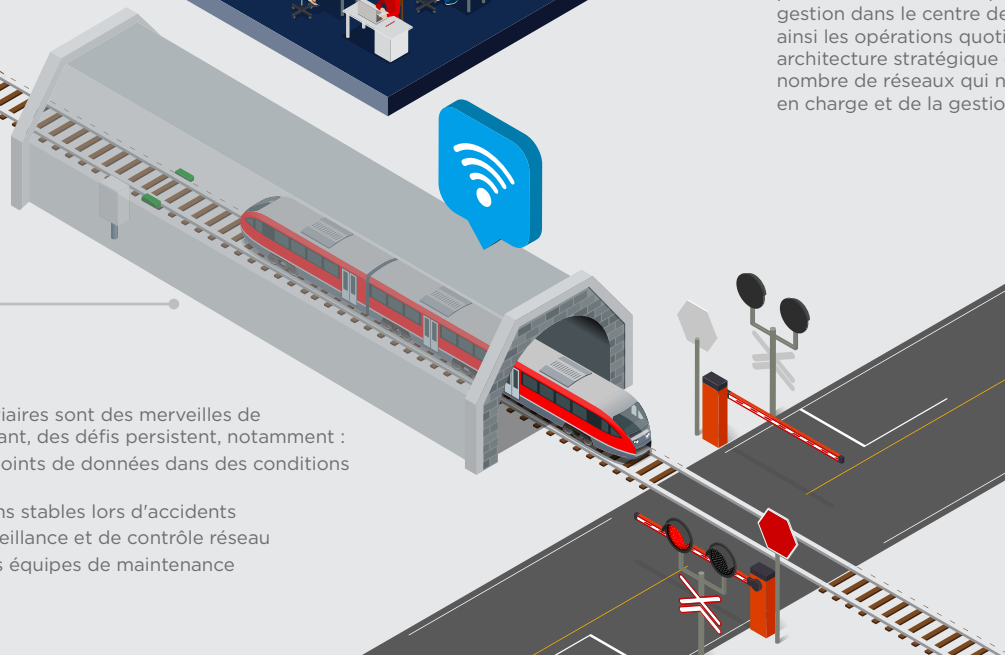 gestion dans le centre de
ainsi les opérations quoti
architecture stratégique
nombre de réseaux qui n
en charge et de la gestio
iaires sont des merveilles de
ant, des défis persistent, notamment :
oints de données dans des conditions
ns stables lors d'accidents
eillance et de contrôle réseau
s équipes de maintenance